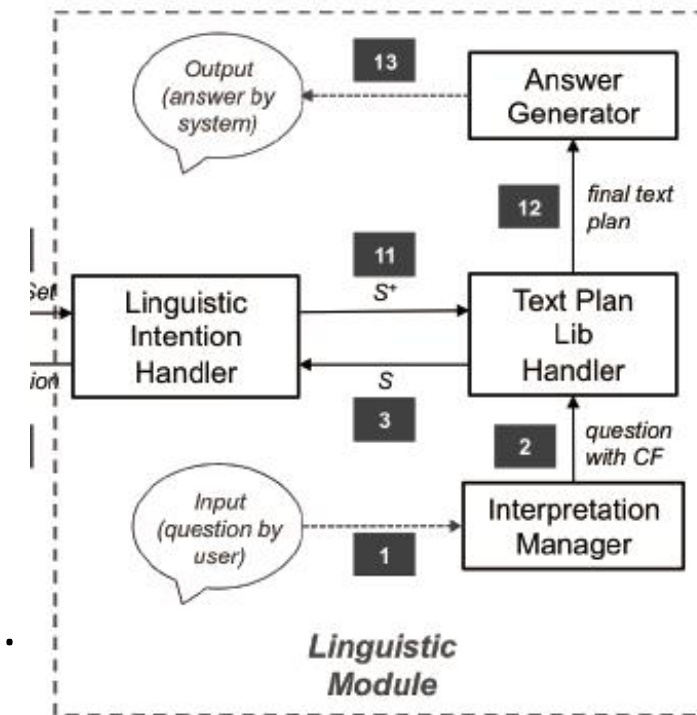 13
Output
(answer by
system)
Answer
Generator
12
final text
plan
11
S+
Linguistic
Intention
Handler
Text Plan
Lib
Handler
S
3
2
question
with CF
Input
(question by
user)
Interpretation
Manager
1
Linguistic
Module